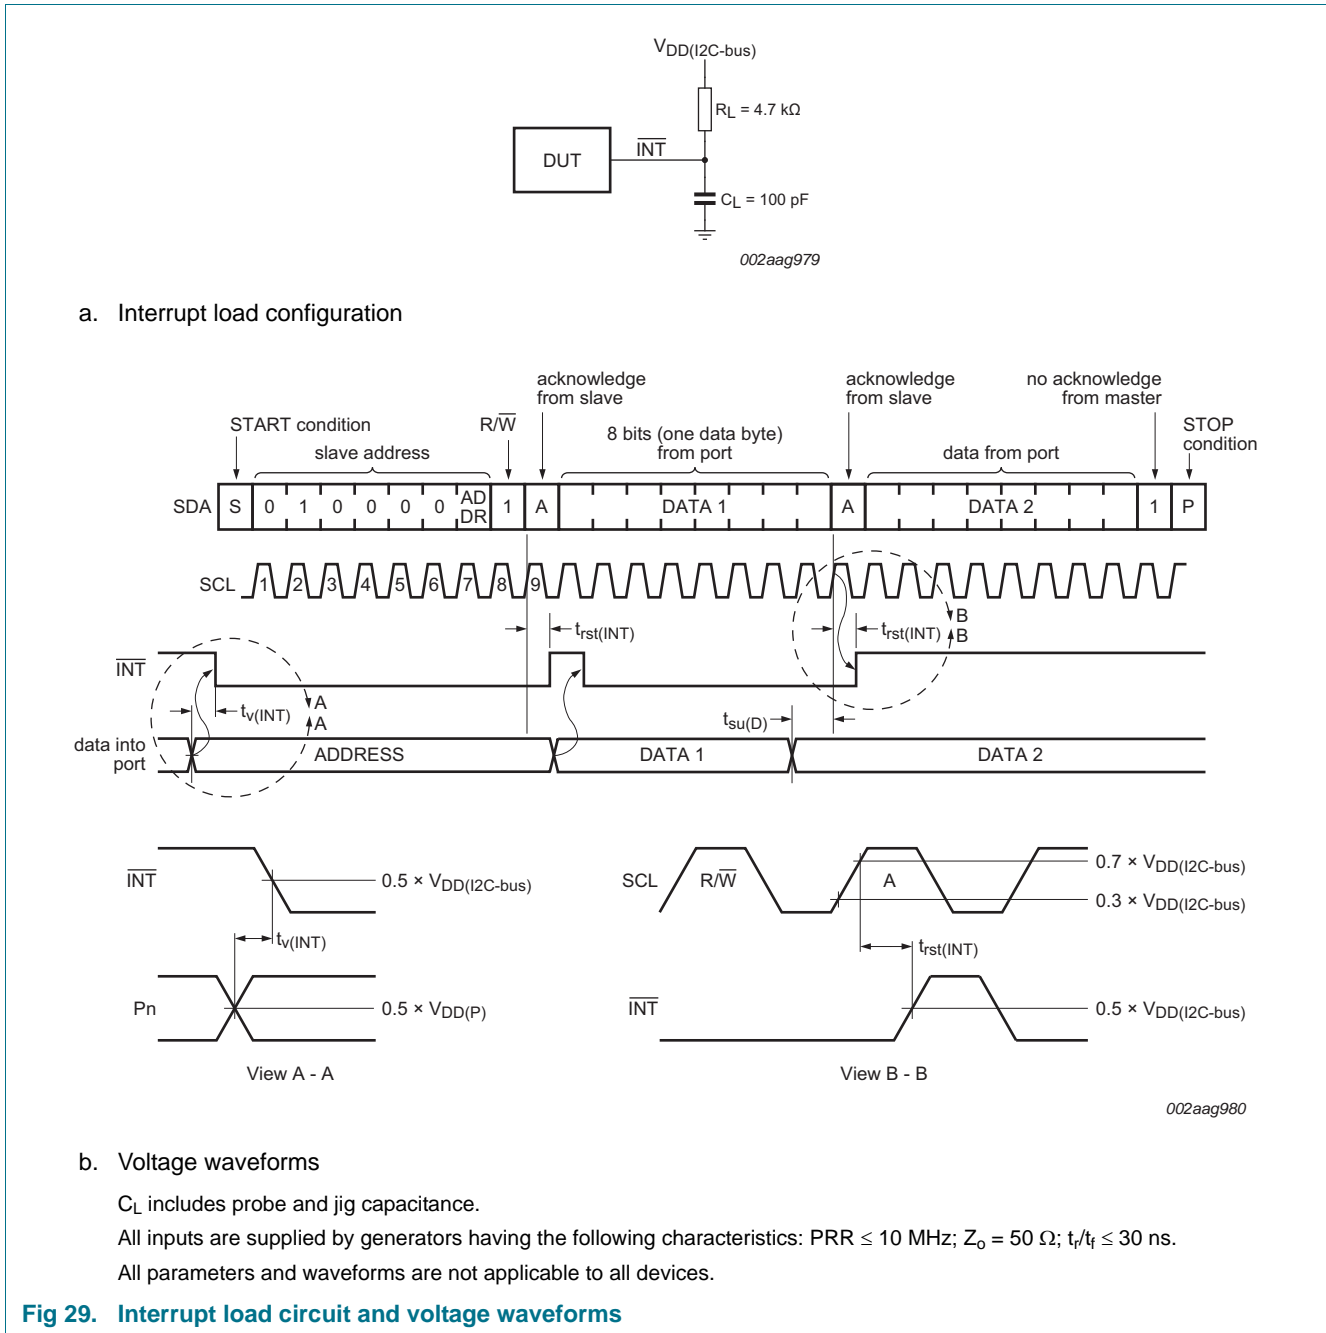 VDD(I2C-bus)
RL = 4.7 kΩ
DUT
INT
CL = 100 pF
002aag979
a. Interrupt load configuration
acknowledge from slave
acknowledge from slave
no acknowledge from master
START condition
R/W
8 bits (one data byte) from port
STOP condition
slave address
data from port
SDA S 0 1 0 0 0 0 AD DR 1 A DATA 1 A DATA 2 1 P
SCL 1 2 3 4 5 6 7 8 9
trst(INT)
trst(INT)
B
B
INT
tv(INT)
A
A
tsu(D)
data into port
ADDRESS
DATA 1
DATA 2
INT
0.5 × VDD(I2C-bus)
tv(INT)
Pn
0.5 × VDD(P)
View A - A
SCL
R/W
A
0.7 × VDD(I2C-bus)
0.3 × VDD(I2C-bus)
trst(INT)
INT
0.5 × VDD(I2C-bus)
View B - B
002aag980
b. Voltage waveforms
CL includes probe and jig capacitance.
All inputs are supplied by generators having the following characteristics: PRR ≤ 10 MHz; Zo = 50 Ω; tr/tf ≤ 30 ns.
All parameters and waveforms are not applicable to all devices.
Fig 29. Interrupt load circuit and voltage waveforms